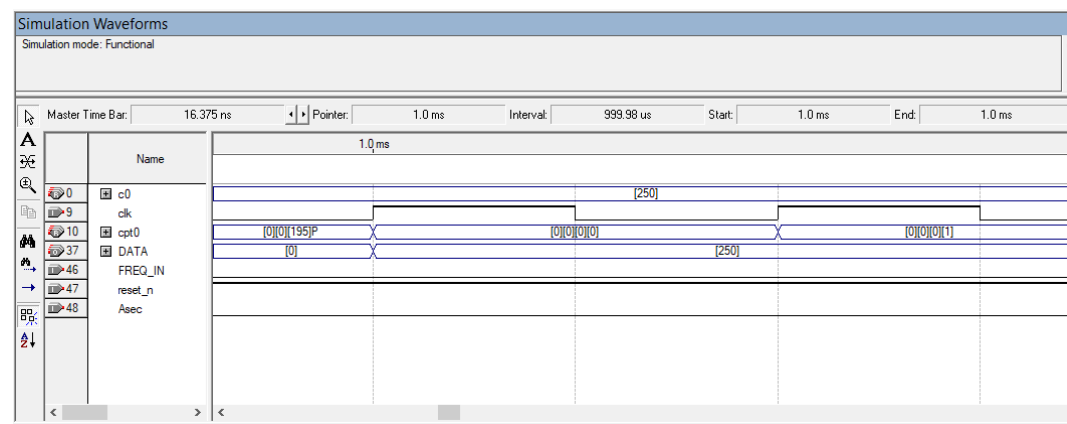 Simulation Waveforms
Simulation mode: Functional
Master Time Bar: 16.375 ns Pointer: 1.0 ms Interval: 999.98 us Start: 1.0 ms End: 1.0 ms
Name
1.0 ms
0 c0 [250]
9 clk
10 cpt0 [0][0][195]P [0][0][0][0] [0][0][0][1]
37 DATA [0] [250]
46 FREQ_IN
47 reset_n
48 Asec